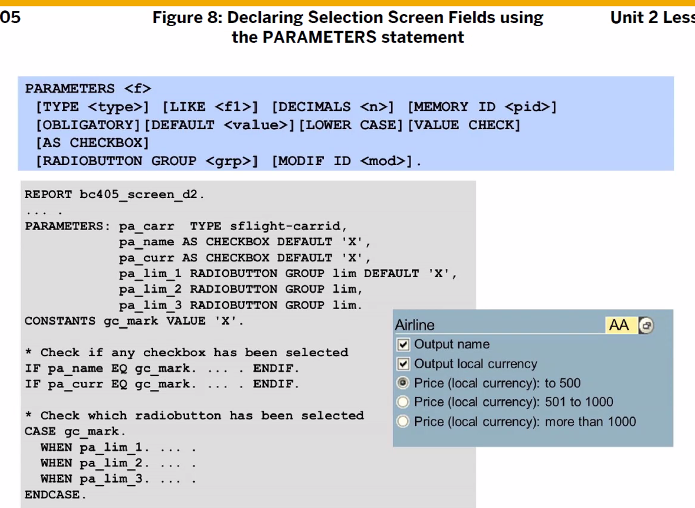 05
Figure 8: Declaring Selection Screen Fields using
the PARAMETERS statement
Unit 2 Less
PARAMETERS <f>
[TYPE <type>] [LIKE <f1>] [DECIMALS <n>] [MEMORY ID <pid>]
[OBLIGATORY][DEFAULT <value>][LOWER CASE][VALUE CHECK]
[AS CHECKBOX]
[RADIOBUTTON GROUP <grp>] [MODIF ID <mod>].
REPORT bc405_screen_d2.
... .
PARAMETERS: pa_carr TYPE sflight-carrid,
pa_name AS CHECKBOX DEFAULT 'X',
pa_curr AS CHECKBOX DEFAULT 'X',
pa_lim_1 RADIOBUTTON GROUP lim DEFAULT 'X',
pa_lim_2 RADIOBUTTON GROUP lim,
pa_lim_3 RADIOBUTTON GROUP lim.
CONSTANTS gc_mark VALUE 'X'.
* Check if any checkbox has been selected
IF pa_name EQ gc_mark. ... . ENDIF.
IF pa_curr EQ gc_mark. ... . ENDIF.
* Check which radiobutton has been selected
CASE gc_mark.
WHEN pa_lim_1. ... .
WHEN pa_lim_2. ... .
WHEN pa_lim_3. ... .
ENDCASE.
Airline AA
Output name
Output local currency
Price (local currency): to 500
Price (local currency): 501 to 1000
Price (local currency): more than 1000